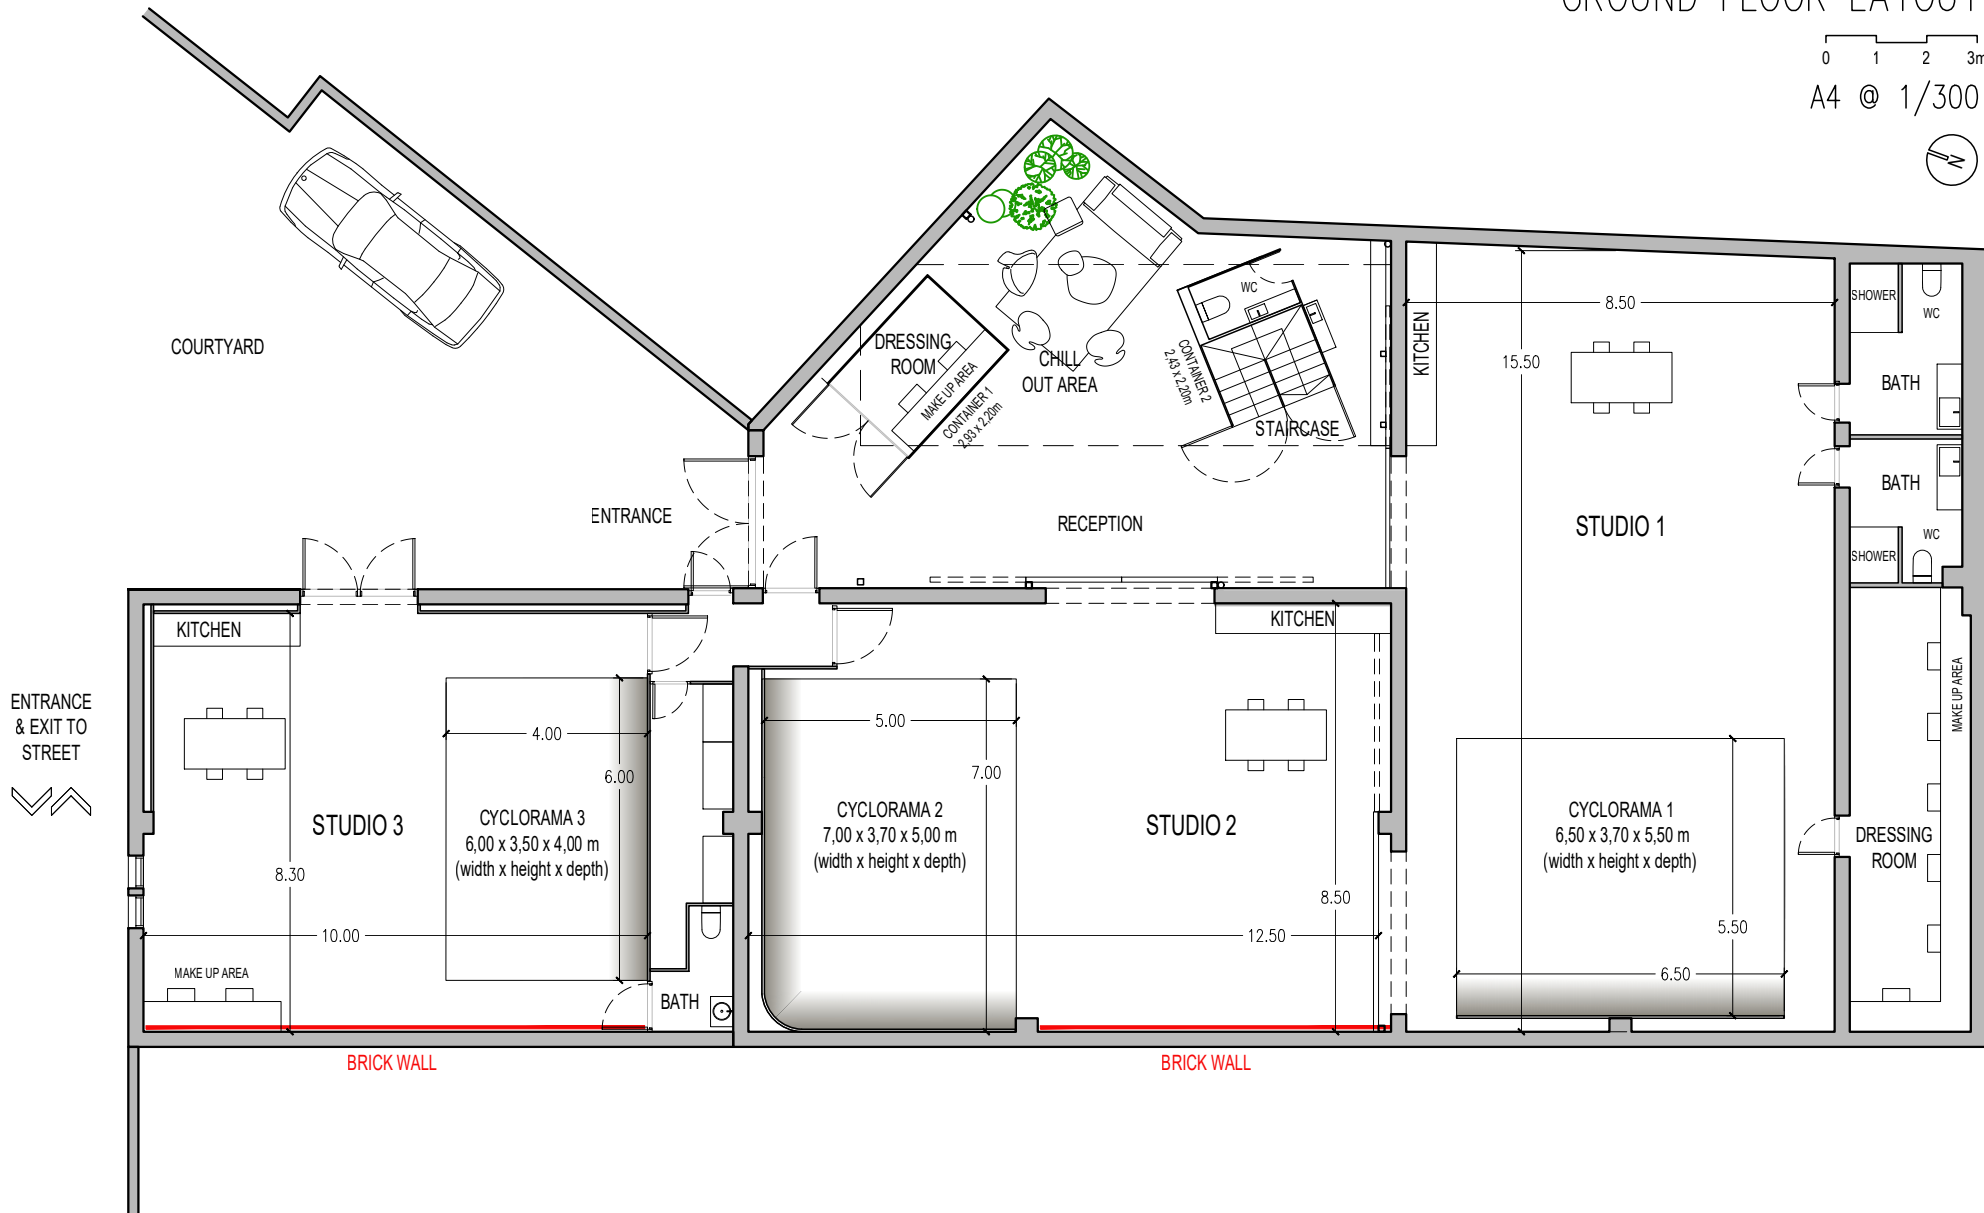 GROUND FLOOR LAYOUT
0 1 2 3m
A4 @ 1/300
N
COURTYARD
ENTRANCE
ENTRANCE
& EXIT TO
STREET
DRESSING
ROOM
MAKE UP AREA
CONTAINER 1
2,93 x 2,20m
CHILL
OUT AREA
WC
CONTAINER 2
2,43 x 2,20m
STAIRCASE
RECEPTION
KITCHEN
8.50
15.50
STUDIO 1
SHOWER
WC
BATH
BATH
WC
SHOWER
MAKE UP AREA
DRESSING
ROOM
CYCLORAMA 1
6,50 x 3,70 x 5,50 m
(width x height x depth)
5.50
6.50
KITCHEN
STUDIO 3
4.00
6.00
CYCLORAMA 3
6,00 x 3,50 x 4,00 m
(width x height x depth)
8.30
10.00
MAKE UP AREA
BATH
BRICK WALL
KITCHEN
5.00
7.00
CYCLORAMA 2
7,00 x 3,70 x 5,00 m
(width x height x depth)
STUDIO 2
8.50
12.50
BRICK WALL